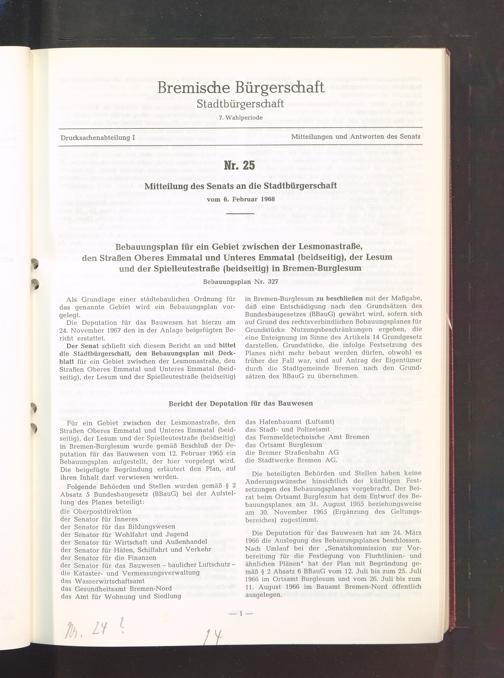 Bremische Bürgerschaft
Stadtbürgerschaft
7. Wahlperiode
Drucksachenabteilung I
Mitteilungen und Antworten des Senats
Nr. 25
Mitteilung des Senats an die Stadtbürgerschaft
vom 6. Februar 1968
Bebauungsplan für ein Gebiet zwischen der Lesmonastraße,
den Straßen Oberes Emmatal und Unteres Emmatal (beidseitig), der Lesum
und der Spielleutestraße (beidseitig) in Bremen-Burglesum
Bebauungsplan Nr. 327
Als Grundlage einer städtebaulichen Ordnung für
das genannte Gebiet wird ein Bebauungsplan vor-
gelegt.
Die Deputation für das Bauwesen hat hierzu am
24. November 1967 den in der Anlage beigefügten Be-
richt erstattet.
Der Senat schließt sich diesem Bericht an und bittet
die Stadtbürgerschaft, den Bebauungsplan mit Deck-
blatt für ein Gebiet zwischen der Lesmonastraße, den
Straßen Oberes Emmatal und Unteres Emmatal (beid-
seitig), der Lesum und der Spielleutestraße (beidseitig)
in Bremen-Burglesum zu beschließen mit der Maßgabe,
daß eine Entschädigung nach den Grundsätzen des
Bundesbaugesetzes (BBauG) gewährt wird, sofern sich
auf Grund des rechtsverbindlichen Bebauungsplanes für
Grundstücke Nutzungsbeschränkungen ergeben, die
eine Enteignung im Sinne des Artikels 14 Grundgesetz
darstellen. Grundstücke, die infolge Festsetzung des
Planes nicht mehr bebaut werden dürfen, obwohl es
früher der Fall war, sind auf Antrag der Eigentümer
durch die Stadtgemeinde Bremen nach den Grund-
sätzen des BBauG zu übernehmen.
Bericht der Deputation für das Bauwesen
Für ein Gebiet zwischen der Lesmonastraße, den
Straßen Oberes Emmatal und Unteres Emmatal (beid-
seitig), der Lesum und der Spielleutestraße (beidseitig)
in Bremen-Burglesum wurde gemäß Beschluß der De-
putation für das Bauwesen vom 12. Februar 1965 ein
Bebauungsplan aufgestellt, der hier vorgelegt wird.
Die beigefügte Begründung erläutert den Plan, auf
ihren Inhalt darf verwiesen werden.
Folgende Behörden und Stellen wurden gemäß § 2
Absatz 5 Bundesbaugesetz (BBauG) bei der Aufstel-
lung des Planes beteiligt:
die Oberpostdirektion
der Senator für Inneres
der Senator für das Bildungswesen
der Senator für Wohlfahrt und Jugend
der Senator für Wirtschaft und Außenhandel
der Senator für Häfen, Schiffahrt und Verkehr
der Senator für die Finanzen
der Senator für das Bauwesen – baulicher Luftschutz –
die Kataster- und Vermessungsverwaltung
das Wasserwirtschaftsamt
das Gesundheitsamt Bremen-Nord
das Amt für Wohnung und Siedlung
das Hafenbauamt (Luftamt)
das Stadt- und Polizeiamt
das Fernmeldetechnische Amt Bremen
das Ortsamt Burglesum
die Bremer Straßenbahn AG
die Stadtwerke Bremen AG.
Die beteiligten Behörden und Stellen haben keine
Änderungswünsche hinsichtlich der künftigen Fest-
setzungen des Bebauungsplanes vorgebracht. Der Bei-
rat beim Ortsamt Burglesum hat dem Entwurf des Be-
bauungsplanes am 31. August 1965 beziehungsweise
am 30. November 1965 (Ergänzung des Geltungs-
bereiches) zugestimmt.
Die Deputation für das Bauwesen hat am 24. März
1966 die Auslegung des Bebauungsplanes beschlossen.
Nach Umlauf bei der „Senatskommission zur Vor-
bereitung für die Festlegung von Fluchtlinien- und
ähnlichen Plänen" hat der Plan mit Begründung ge-
mäß § 2 Absatz 6 BBauG vom 12. Juli bis zum 25. Juli
1966 im Ortsamt Burglesum und vom 26. Juli bis zum
11. August 1966 im Bauamt Bremen-Nord öffentlich
ausgelegen.
— 1 —
Nr. 24 ?
14